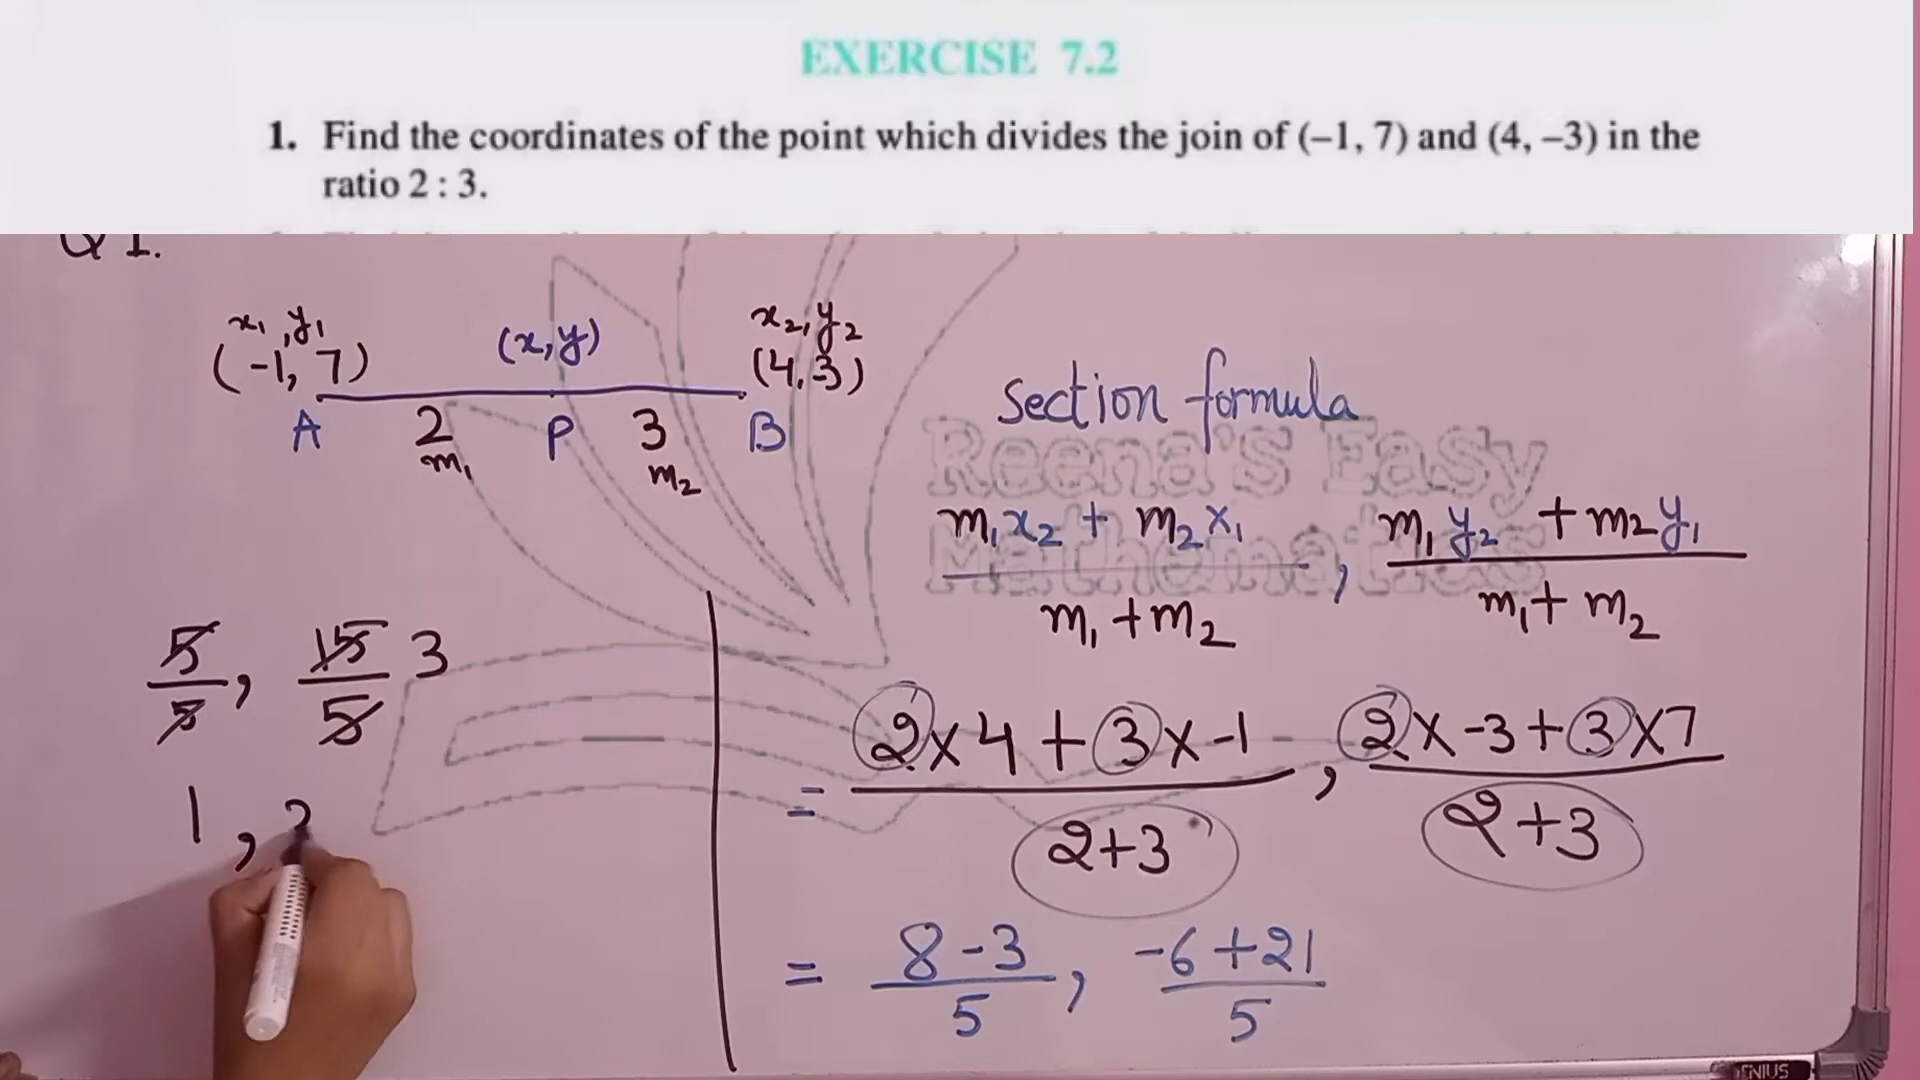 EXERCISE 7.2
1. Find the coordinates of the point which divides the join of (–1, 7) and (4, –3) in the
ratio 2 : 3.
Q 1.
x₁, y₁
(-1, 7)
(x, y)
x₂, y₂
(4, -3)
A 2 P 3 B
m₁ m₂
section formula
Reena's Easy
Mathematics
m₁x₂ + m₂x₁ / m₁ + m₂ , m₁y₂ + m₂y₁ / m₁ + m₂
= 2x4 + 3x-1 / 2+3 , 2x-3+3x7 / 2+3
= 8-3 / 5 , -6+21 / 5
5/5 , 15/5 3
1 ,